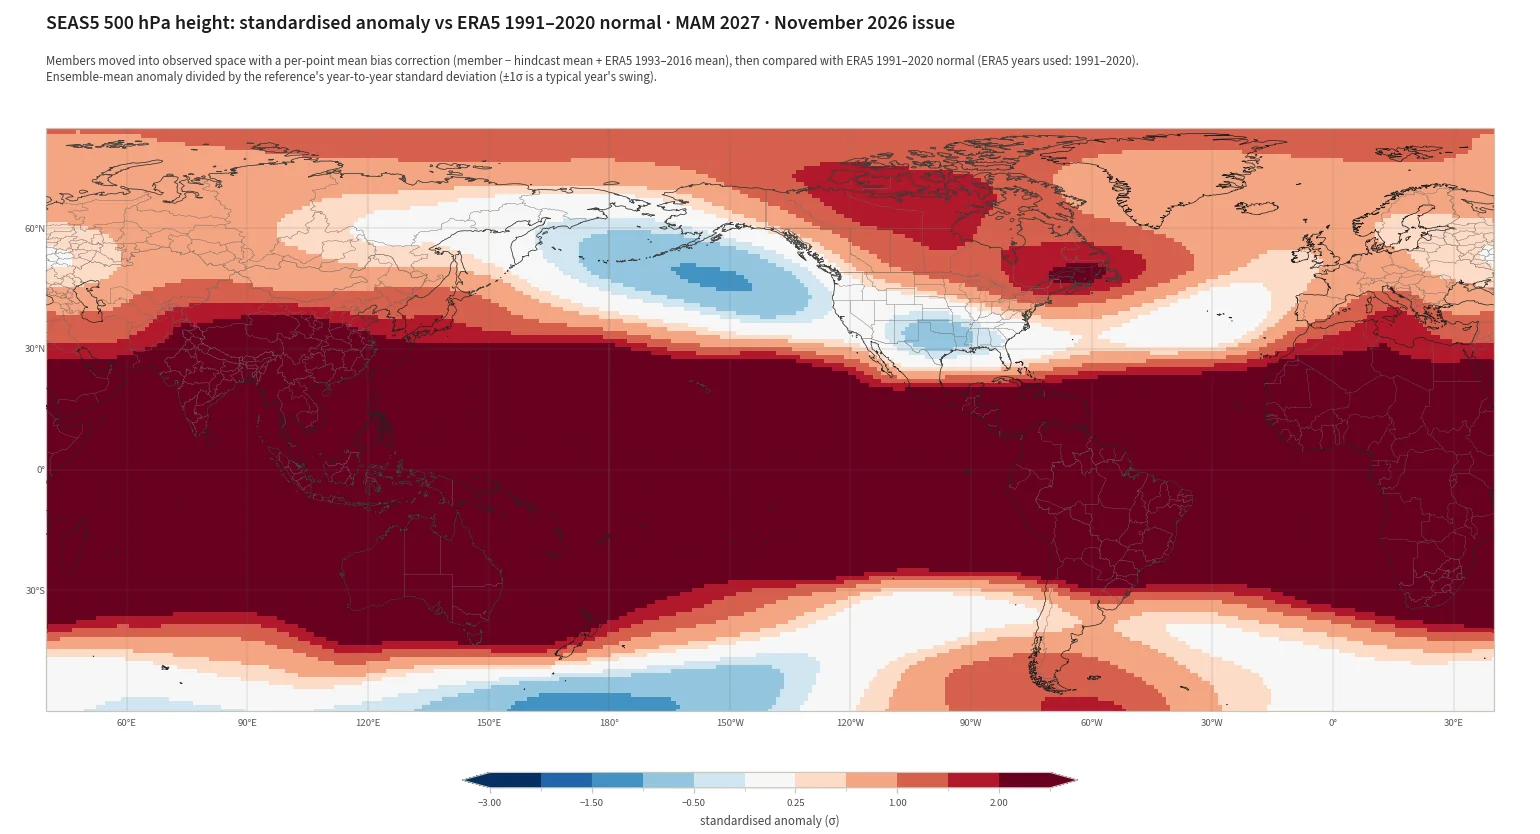 SEAS5 500 hPa height: standardised anomaly vs ERA5 1991–2020 normal · MAM 2027 · November 2026 issue
Members moved into observed space with a per-point mean bias correction (member − hindcast mean + ERA5 1993–2016 mean), then compared with ERA5 1991–2020 normal (ERA5 years used: 1991–2020).
Ensemble-mean anomaly divided by the reference's year-to-year standard deviation (±1σ is a typical year's swing).
60°N
30°N
0°
30°S
60°E 90°E 120°E 150°E 180° 150°W 120°W 90°W 60°W 30°W 0° 30°E
−3.00 −1.50 −0.50 0.25 1.00 2.00
standardised anomaly (σ)